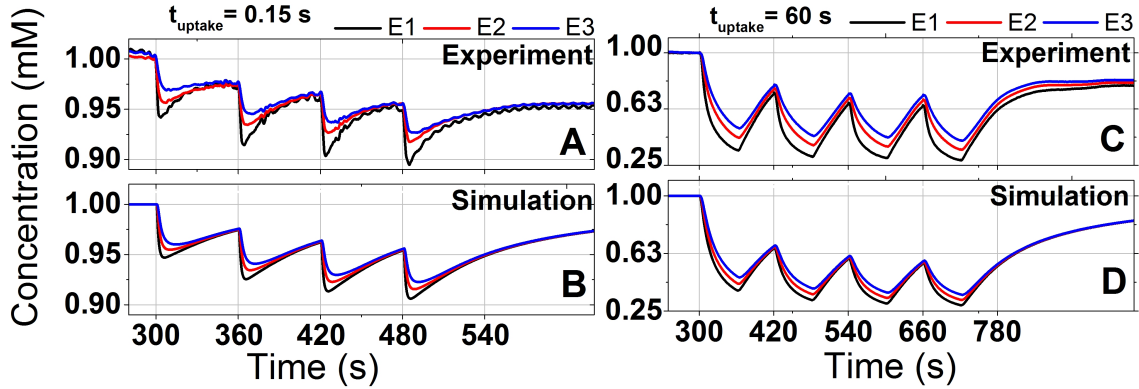 t_uptake = 0.15 s
E1 E2 E3
Experiment
1.00
0.95
0.90
A
Simulation
1.00
0.95
0.90
B
300 360 420 480 540
Time (s)
Concentration (mM)
t_uptake = 60 s
E1 E2 E3
Experiment
1.00
0.63
0.25
C
Simulation
1.00
0.63
0.25
D
300 420 540 660 780
Time (s)